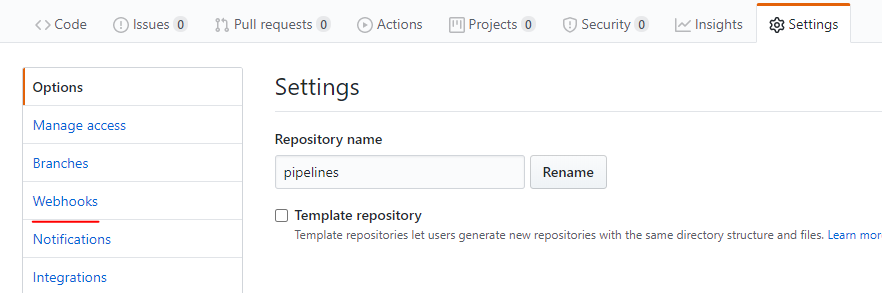 Code Issues 0 Pull requests 0 Actions Projects 0 Security 0 Insights Settings
Options
Manage access
Branches
Webhooks
Notifications
Integrations
Settings
Repository name
pipelines Rename
Template repository
Template repositories let users generate new repositories with the same directory structure and files. Learn mor